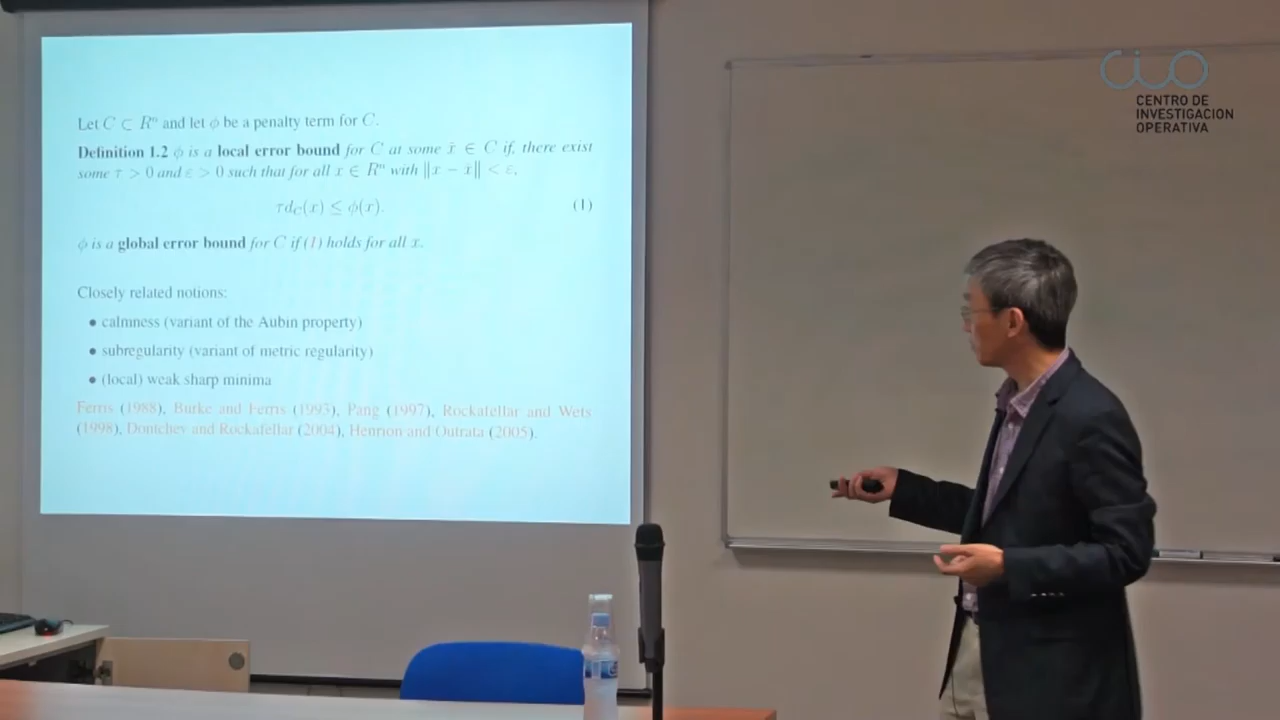 Let C ⊂ Rⁿ and let ϕ be a penalty term for C.
Definition 1.2 ϕ is a local error bound for C at some x̄ ∈ C if, there exist
some τ > 0 and ε > 0 such that for all x ∈ Rⁿ with ||x − x̄|| < ε,
τd_C(x) ≤ ϕ(x). (1)
ϕ is a global error bound for C if (1) holds for all x.
Closely related notions:
• calmness (variant of the Aubin property)
• subregularity (variant of metric regularity)
• (local) weak sharp minima
Ferris (1988), Burke and Ferris (1993), Pang (1997), Rockafellar and Wets
(1998), Dontchev and Rockafellar (2004), Henrion and Outrata (2005).
CIO
CENTRO DE
INVESTIGACION
OPERATIVA